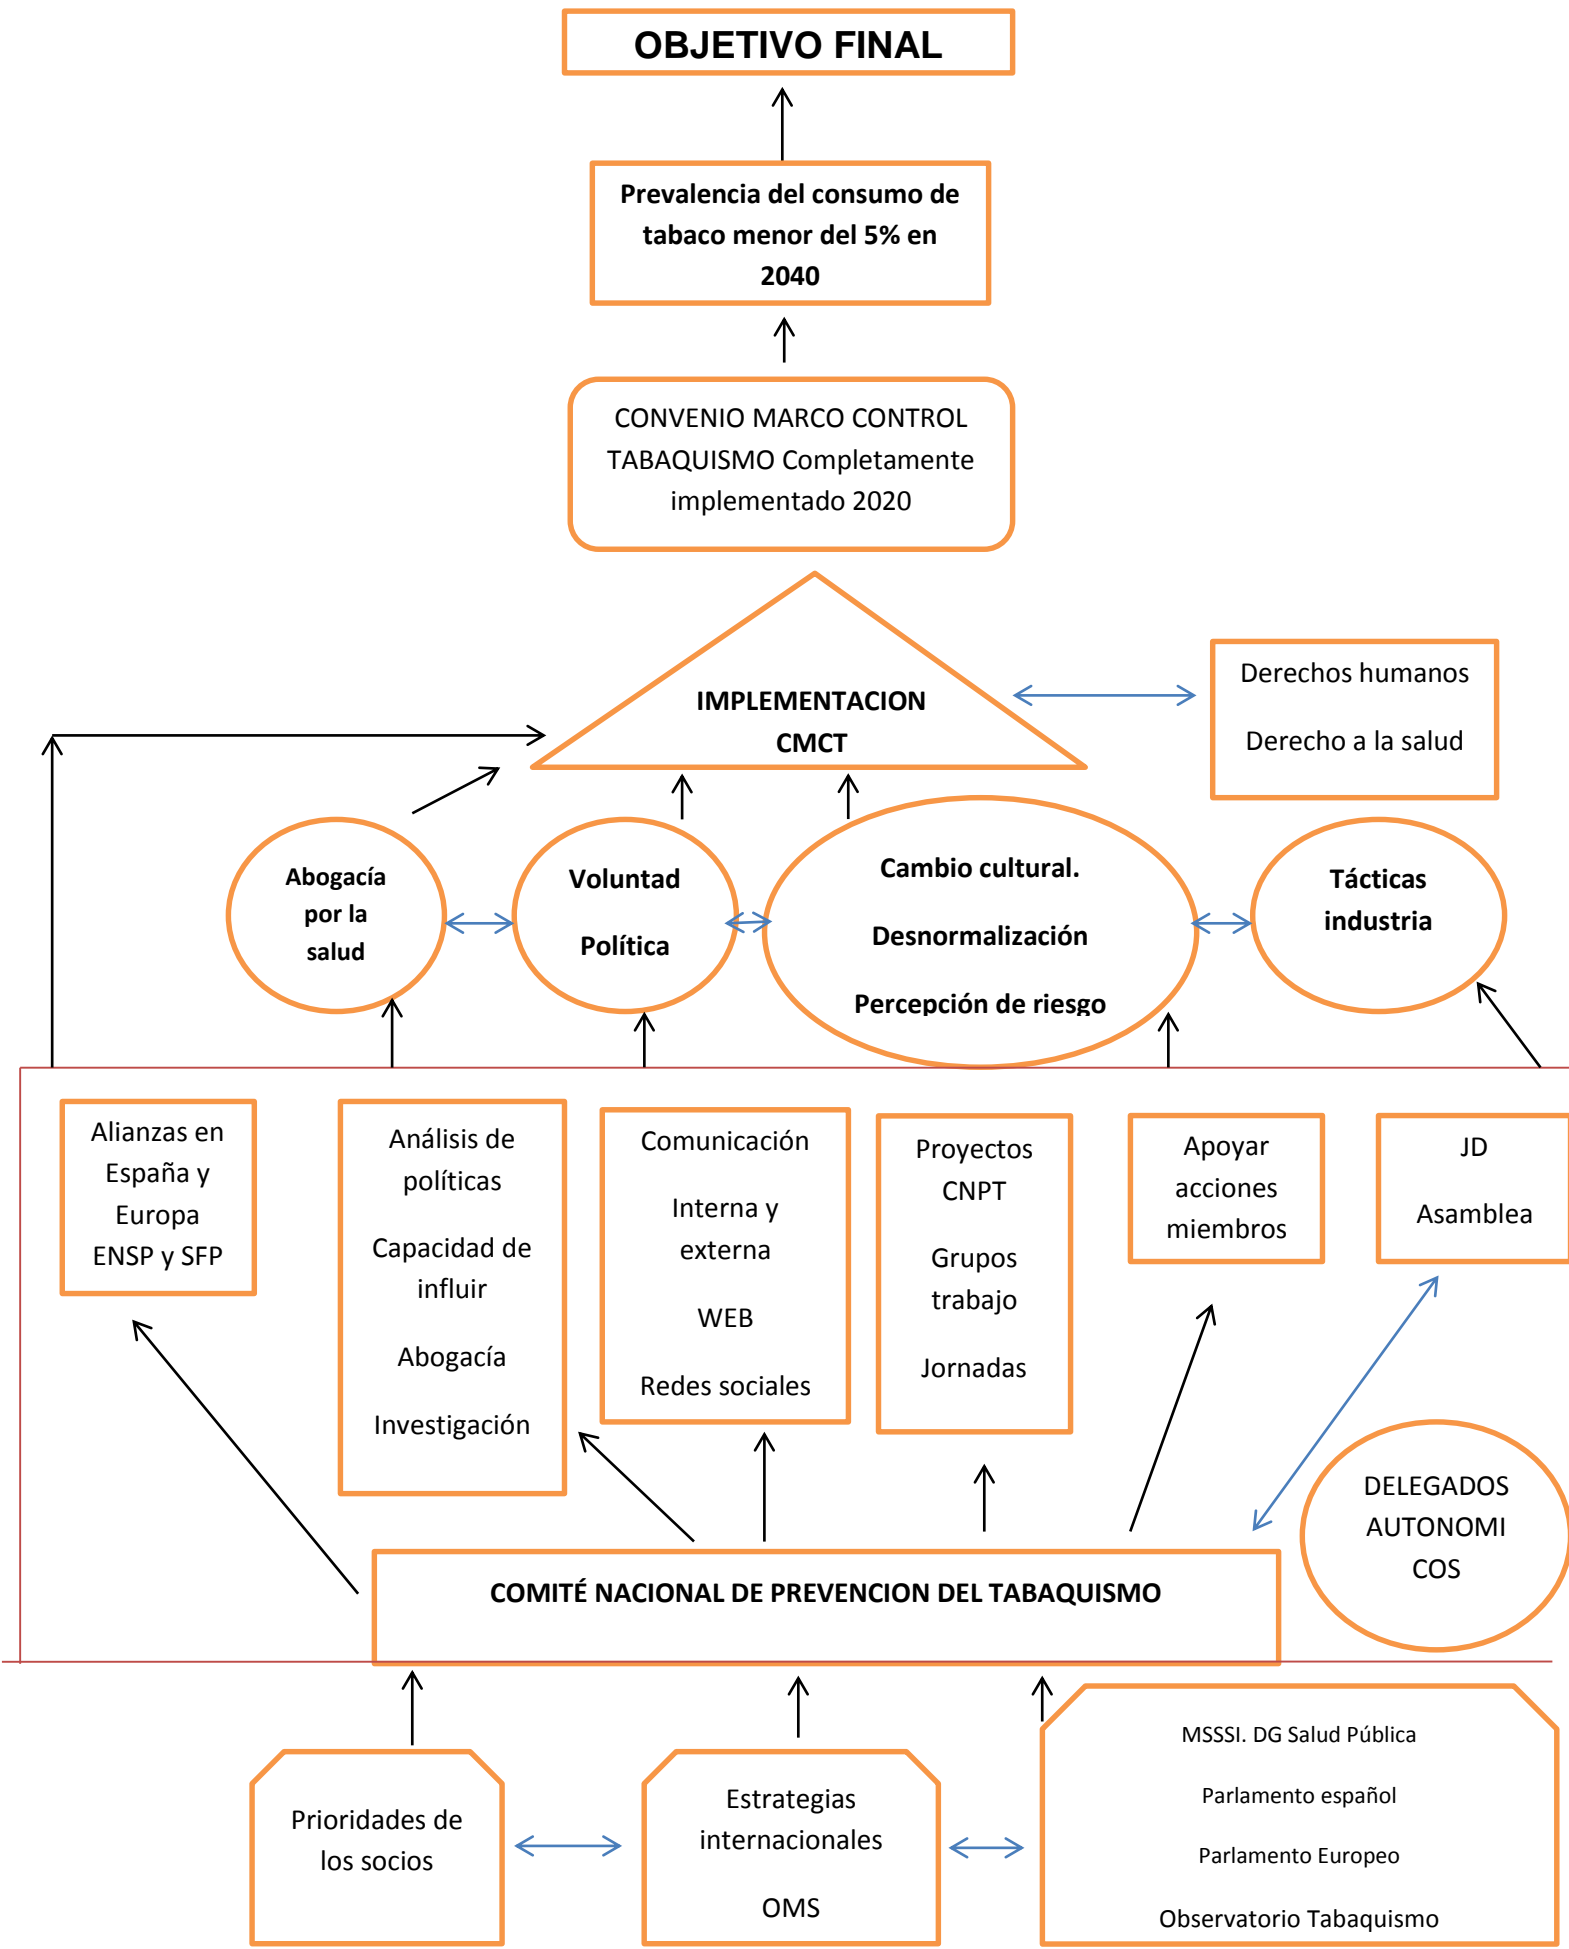 OBJETIVO FINAL
Prevalencia del consumo de
tabaco menor del 5% en
2040
CONVENIO MARCO CONTROL
TABAQUISMO Completamente
implementado 2020
IMPLEMENTACION
CMCT
Derechos humanos
Derecho a la salud
Abogacía
por la
salud
Voluntad
Política
Cambio cultural.
Desnormalización
Percepción de riesgo
Tácticas
industria
Alianzas en
España y
Europa
ENSP y SFP
Análisis de
políticas
Capacidad de
influir
Abogacía
Investigación
Comunicación
Interna y
externa
WEB
Redes sociales
Proyectos
CNPT
Grupos
trabajo
Jornadas
Apoyar
acciones
miembros
JD
Asamblea
DELEGADOS
AUTONOMI
COS
COMITÉ NACIONAL DE PREVENCION DEL TABAQUISMO
Prioridades de
los socios
Estrategias
internacionales
OMS
MSSSI. DG Salud Pública
Parlamento español
Parlamento Europeo
Observatorio Tabaquismo